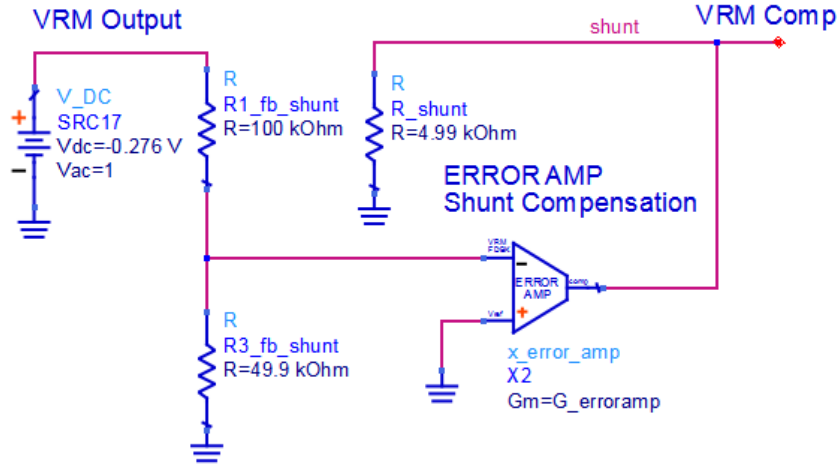 VRM Output
VRM Comp
shunt
R
R1_fb_shunt
R=100 kOhm
R
R_shunt
R=4.99 kOhm
V_DC
SRC17
Vdc=-0.276 V
Vac=1
ERROR AMP
Shunt Compensation
VRM
FDBK
ERROR
AMP
comp
Vref
R
R3_fb_shunt
R=49.9 kOhm
x_error_amp
X2
Gm=G_erroramp